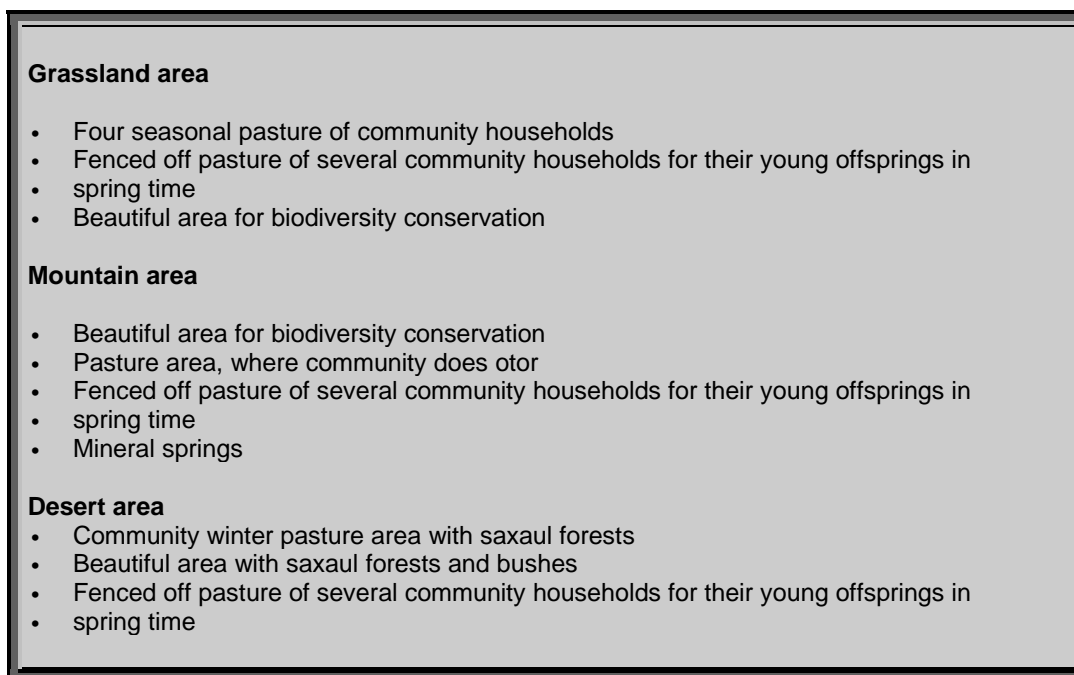 Grassland area
• Four seasonal pasture of community households
• Fenced off pasture of several community households for their young offsprings in
• spring time
• Beautiful area for biodiversity conservation
Mountain area
• Beautiful area for biodiversity conservation
• Pasture area, where community does otor
• Fenced off pasture of several community households for their young offsprings in
• spring time
• Mineral springs
Desert area
• Community winter pasture area with saxaul forests
• Beautiful area with saxaul forests and bushes
• Fenced off pasture of several community households for their young offsprings in
• spring time